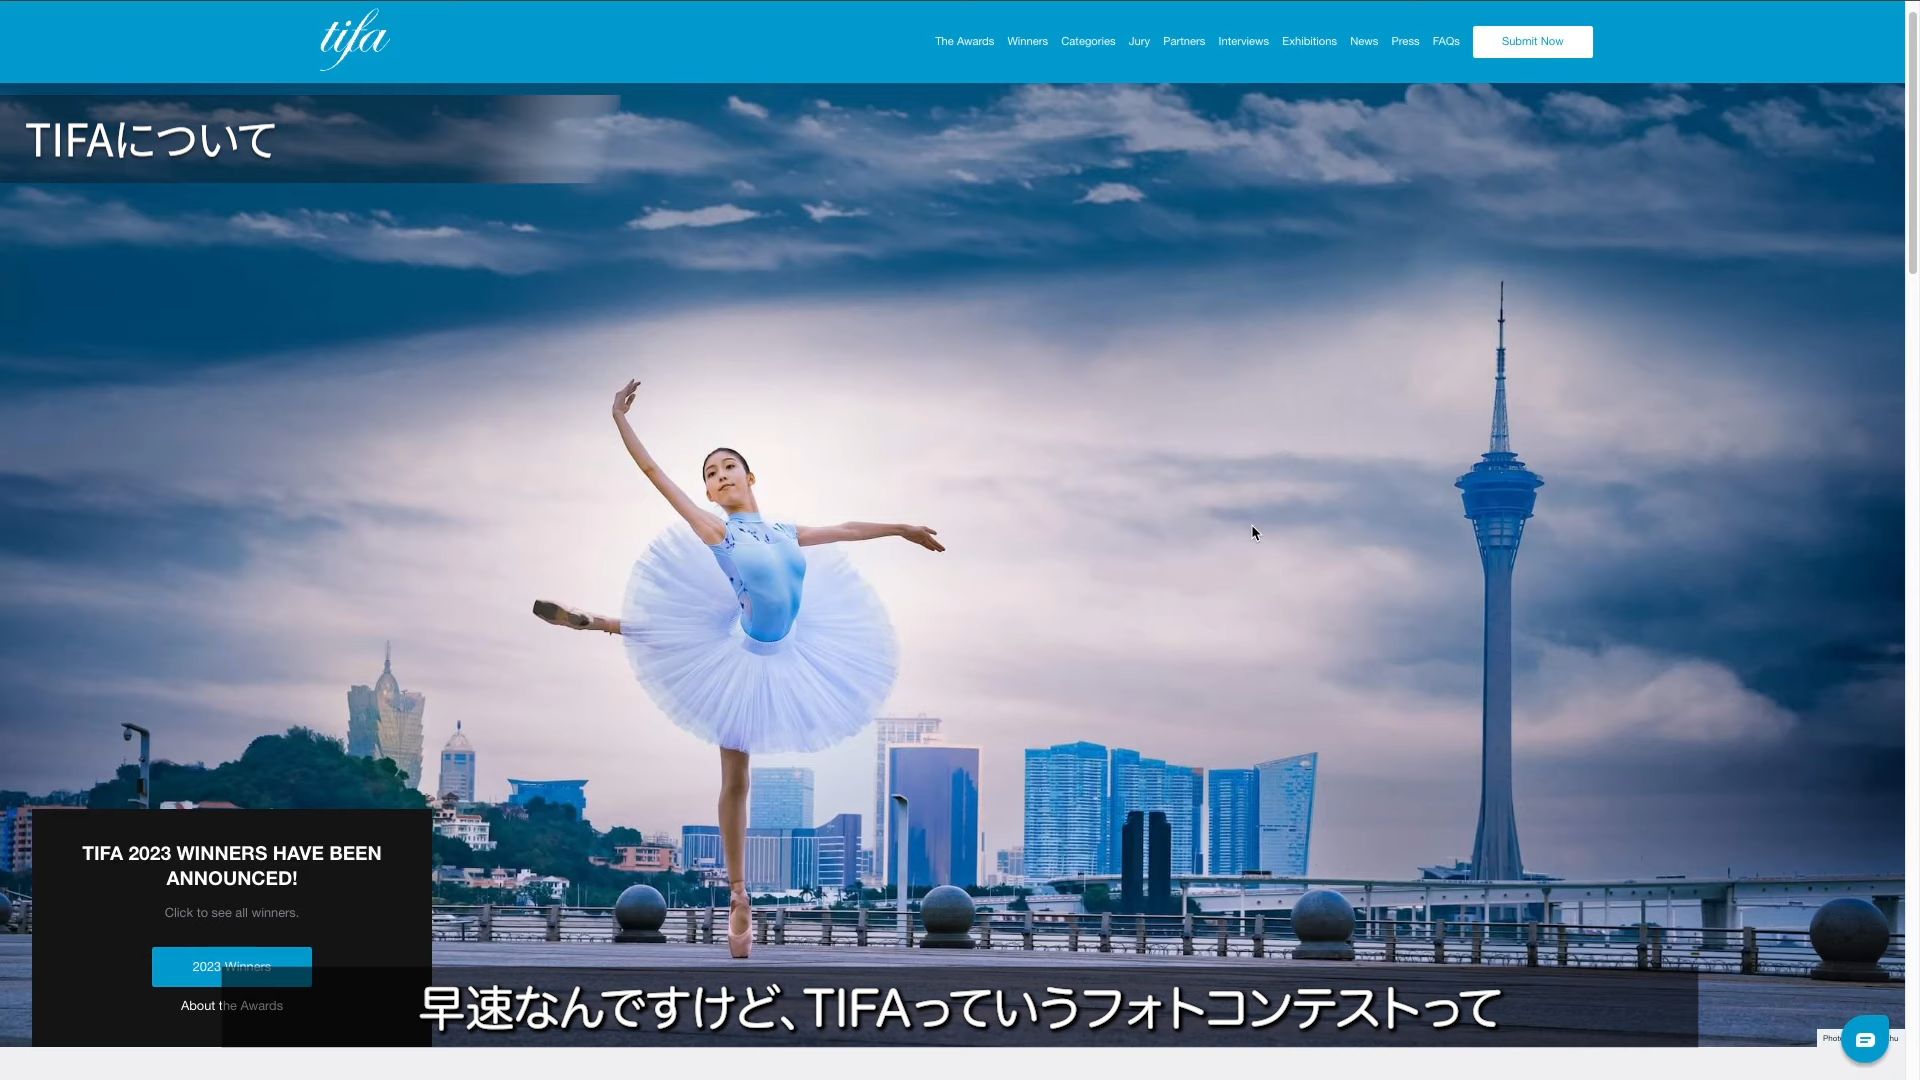 tifa
The Awards Winners Categories Jury Partners Interviews Exhibitions News Press FAQs Submit Now
TIFAについて
TIFA 2023 WINNERS HAVE BEEN
ANNOUNCED!
Click to see all winners.
2023 Winners
About the Awards
早速なんですけど、TIFAっていうフォトコンテストって